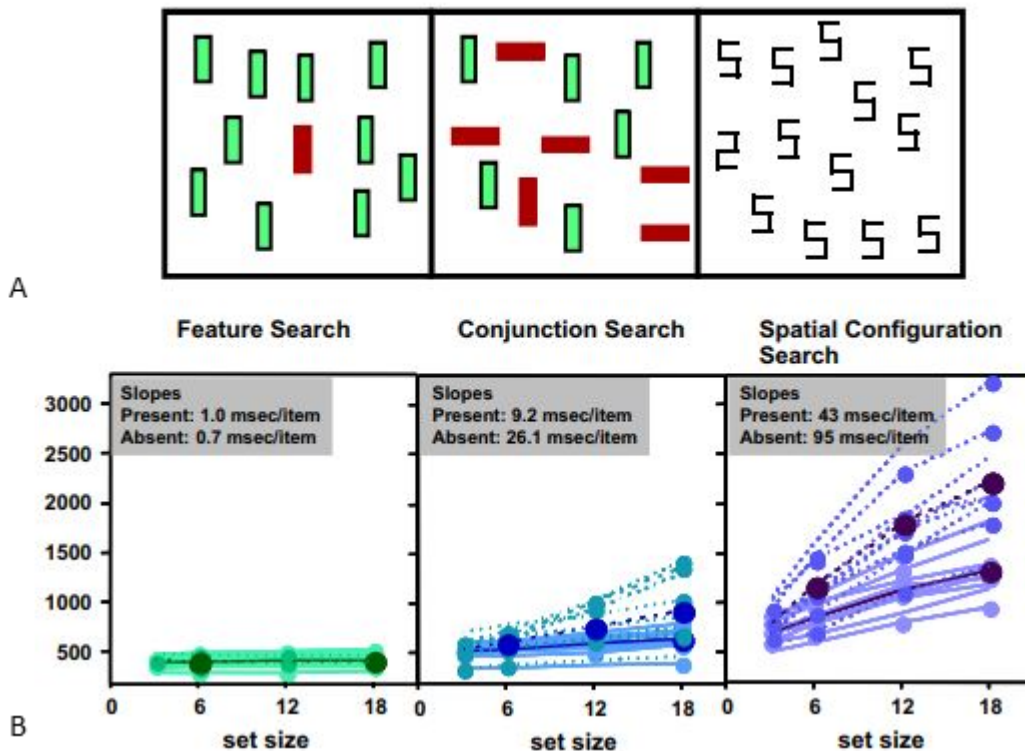 A
Feature Search
Conjunction Search
Spatial Configuration
Search
Slopes
Present: 1.0 msec/item
Absent: 0.7 msec/item
Slopes
Present: 9.2 msec/item
Absent: 26.1 msec/item
Slopes
Present: 43 msec/item
Absent: 95 msec/item
3000
2500
2000
1500
1000
500
0 6 12 18
0 6 12 18
0 6 12 18
B
set size
set size
set size